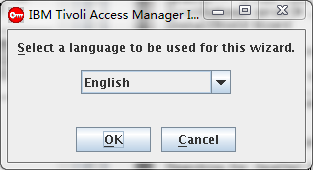 IBM Tivoli Access Manager I...
Select a language to be used for this wizard.
English
OK
Cancel